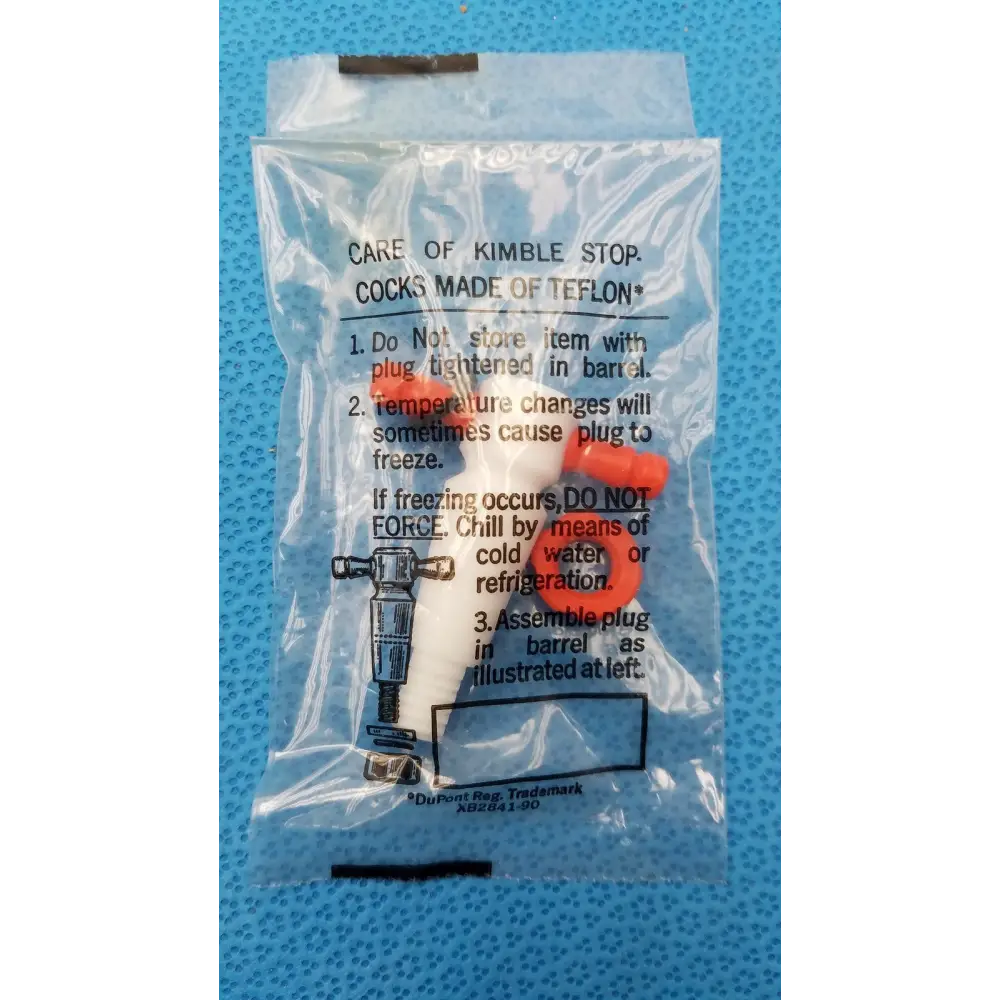 CARE OF KIMBLE STOP-
COCKS MADE OF TEFLON*
1. Do Not store item with
plug tightened in barrel.
2. Temperature changes will
sometimes cause plug to
freeze.
If freezing occurs, DO NOT
FORCE. Chill by means of
cold water or
refrigeration.
3. Assemble plug
in barrel as
illustrated at left.
*DuPont Reg. Trademark
XB2841-90